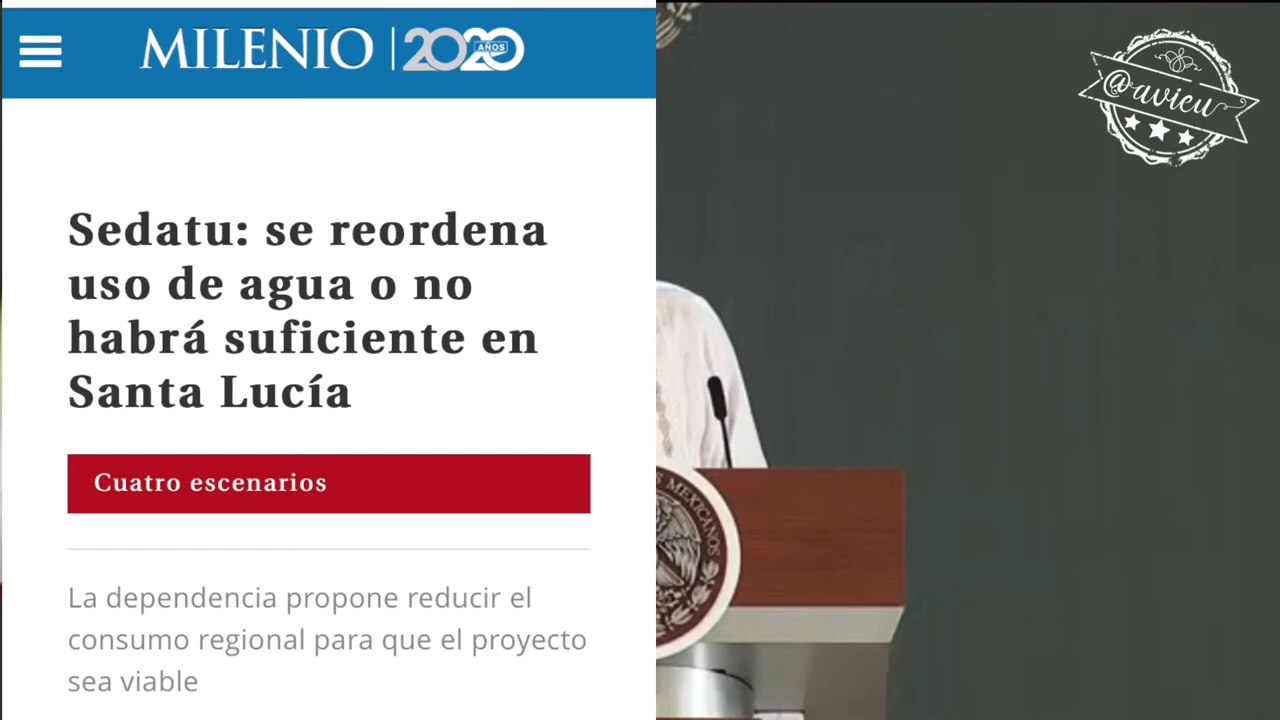 MILENIO | 2020
AÑOS
@avieu
Sedatu: se reordena
uso de agua o no
habrá suficiente en
Santa Lucía
Cuatro escenarios
La dependencia propone reducir el
consumo regional para que el proyecto
sea viable
MEXICANOS